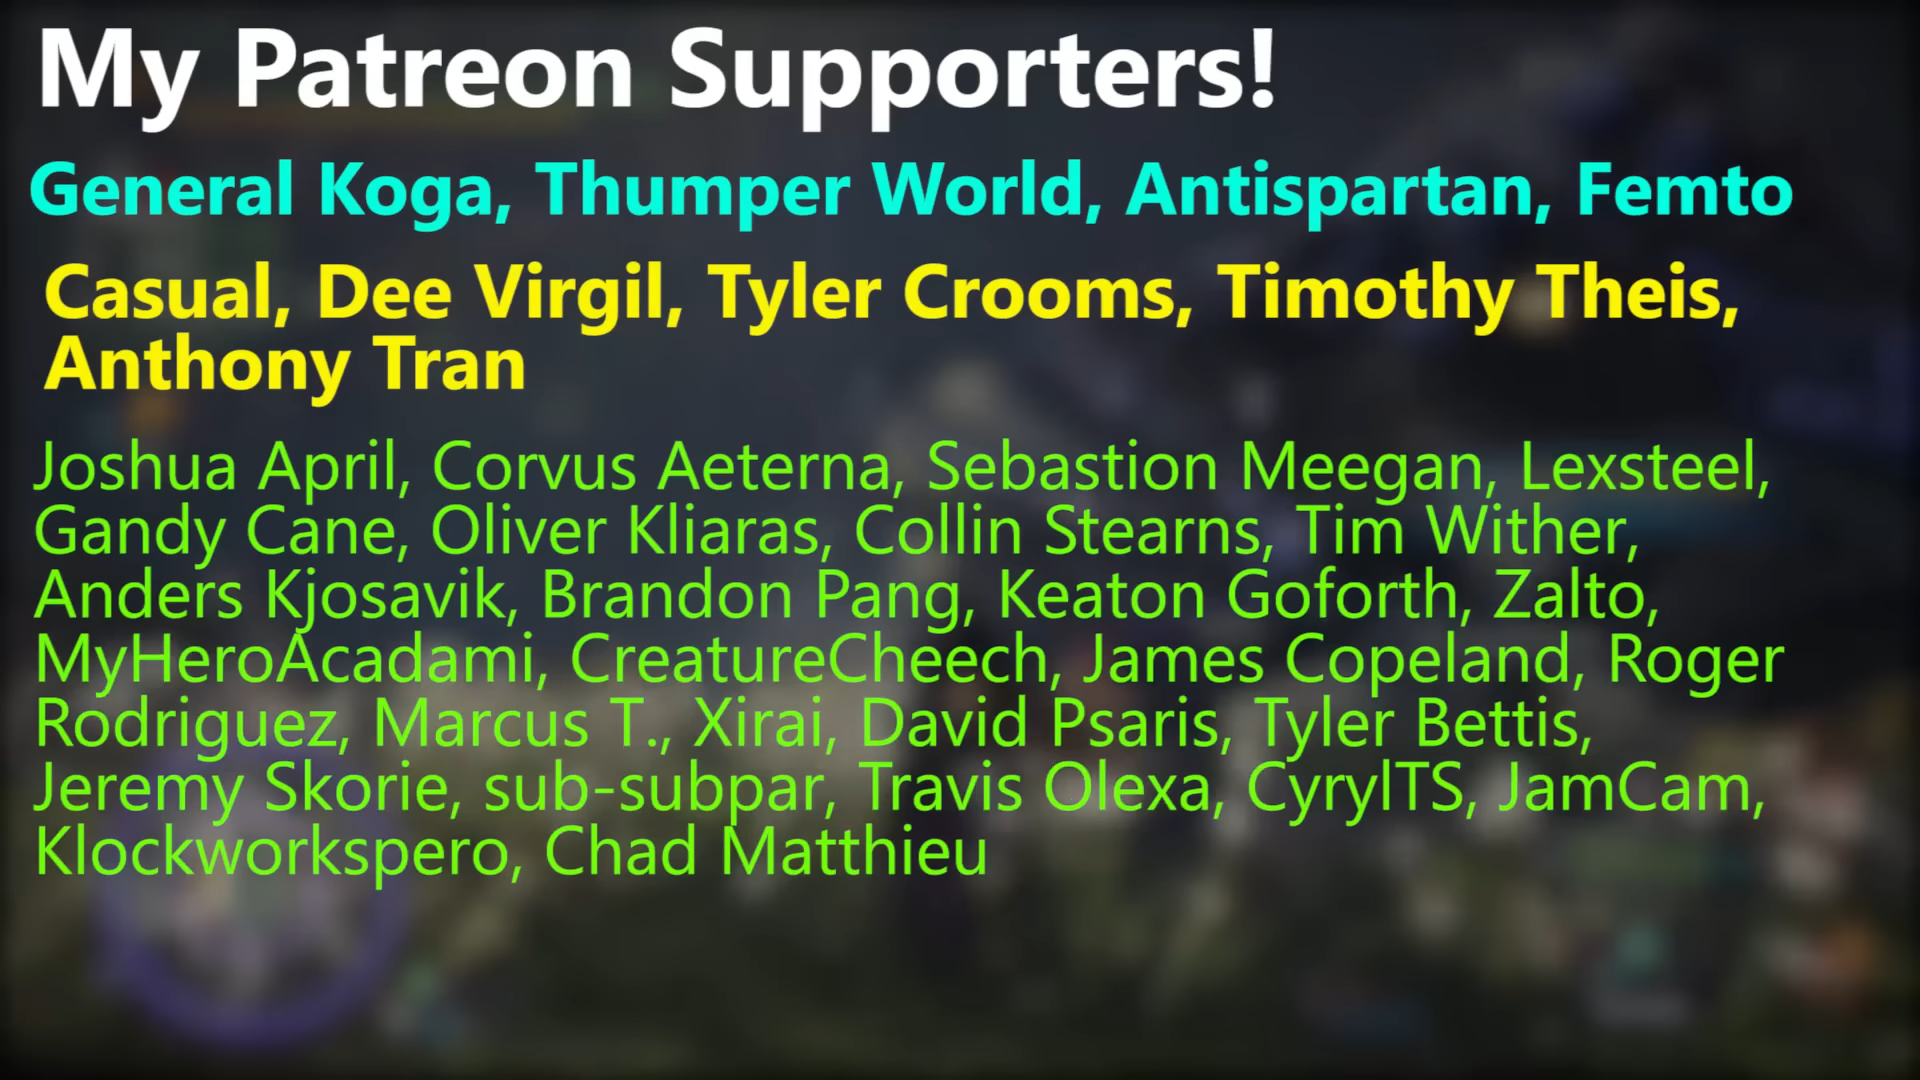 My Patreon Supporters!
General Koga, Thumper World, Antispartan, Femto
Casual, Dee Virgil, Tyler Crooms, Timothy Theis,
Anthony Tran
Joshua April, Corvus Aeterna, Sebastion Meegan, Lexsteel,
Gandy Cane, Oliver Kliaras, Collin Stearns, Tim Wither,
Anders Kjosavik, Brandon Pang, Keaton Goforth, Zalto,
MyHeroAcadami, CreatureCheech, James Copeland, Roger
Rodriguez, Marcus T., Xirai, David Psaris, Tyler Bettis,
Jeremy Skorie, sub-subpar, Travis Olexa, CyrylTS, JamCam,
Klockworkspero, Chad Matthieu